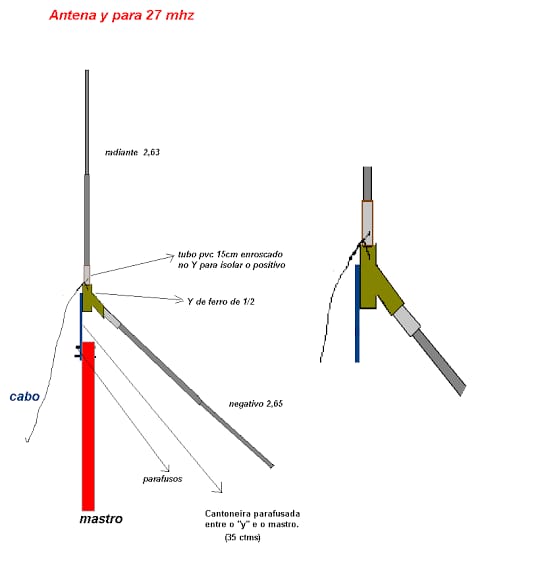 Antena y para 27 mhz
radiante 2,63
tubo pvc 15cm enroscado
no Y para isolar o positivo
Y de ferro de 1/2
negativo 2,65
cabo
parafusos
mastro
Cantoneira parafusada
entre o "y" e o mastro.
(35 ctms)